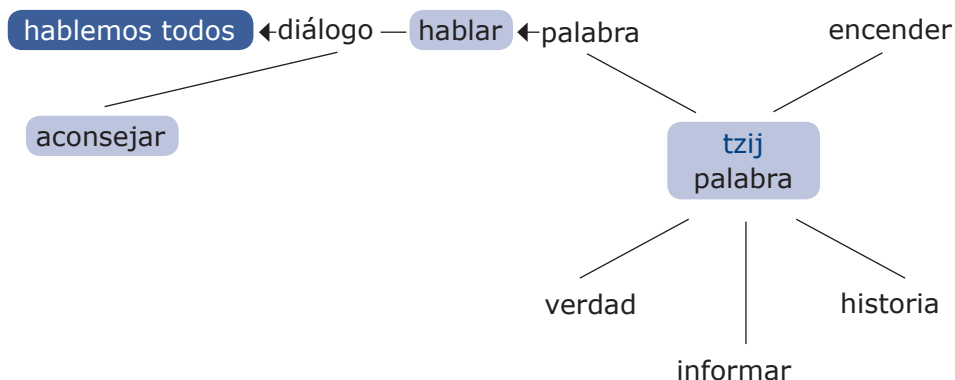 hablemos todos
diálogo
hablar
palabra
encender
aconsejar
tzij
palabra
verdad
historia
informar